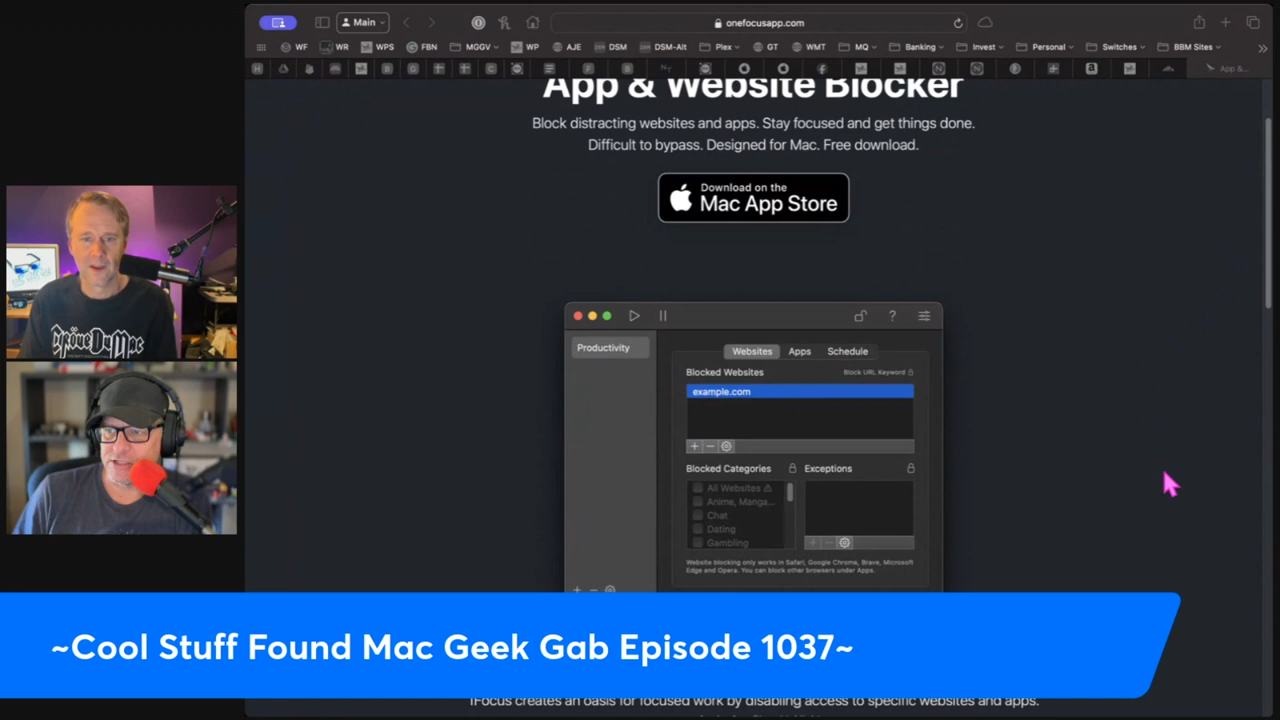 Main
onefocusapp.com
WF WR WPS FBN MGGV WP AJE DSM DSM-Alt Plex GT WMT MQ Banking Invest Personal Switches BBM Sites
App &...
App & Website Blocker
Block distracting websites and apps. Stay focused and get things done.
Difficult to bypass. Designed for Mac. Free download.
Download on the
Mac App Store
Productivity
Websites Apps Schedule
Blocked Websites Block URL Keyword
example.com
Blocked Categories Exceptions
All Websites
Anime, Manga...
Chat
Dating
Gambling
Website blocking only works in Safari, Google Chrome, Brave, Microsoft
Edge and Opera. You can block other browsers under Apps.
GröveDuMac
~Cool Stuff Found Mac Geek Gab Episode 1037~
1Focus creates an oasis for focused work by disabling access to specific websites and apps.